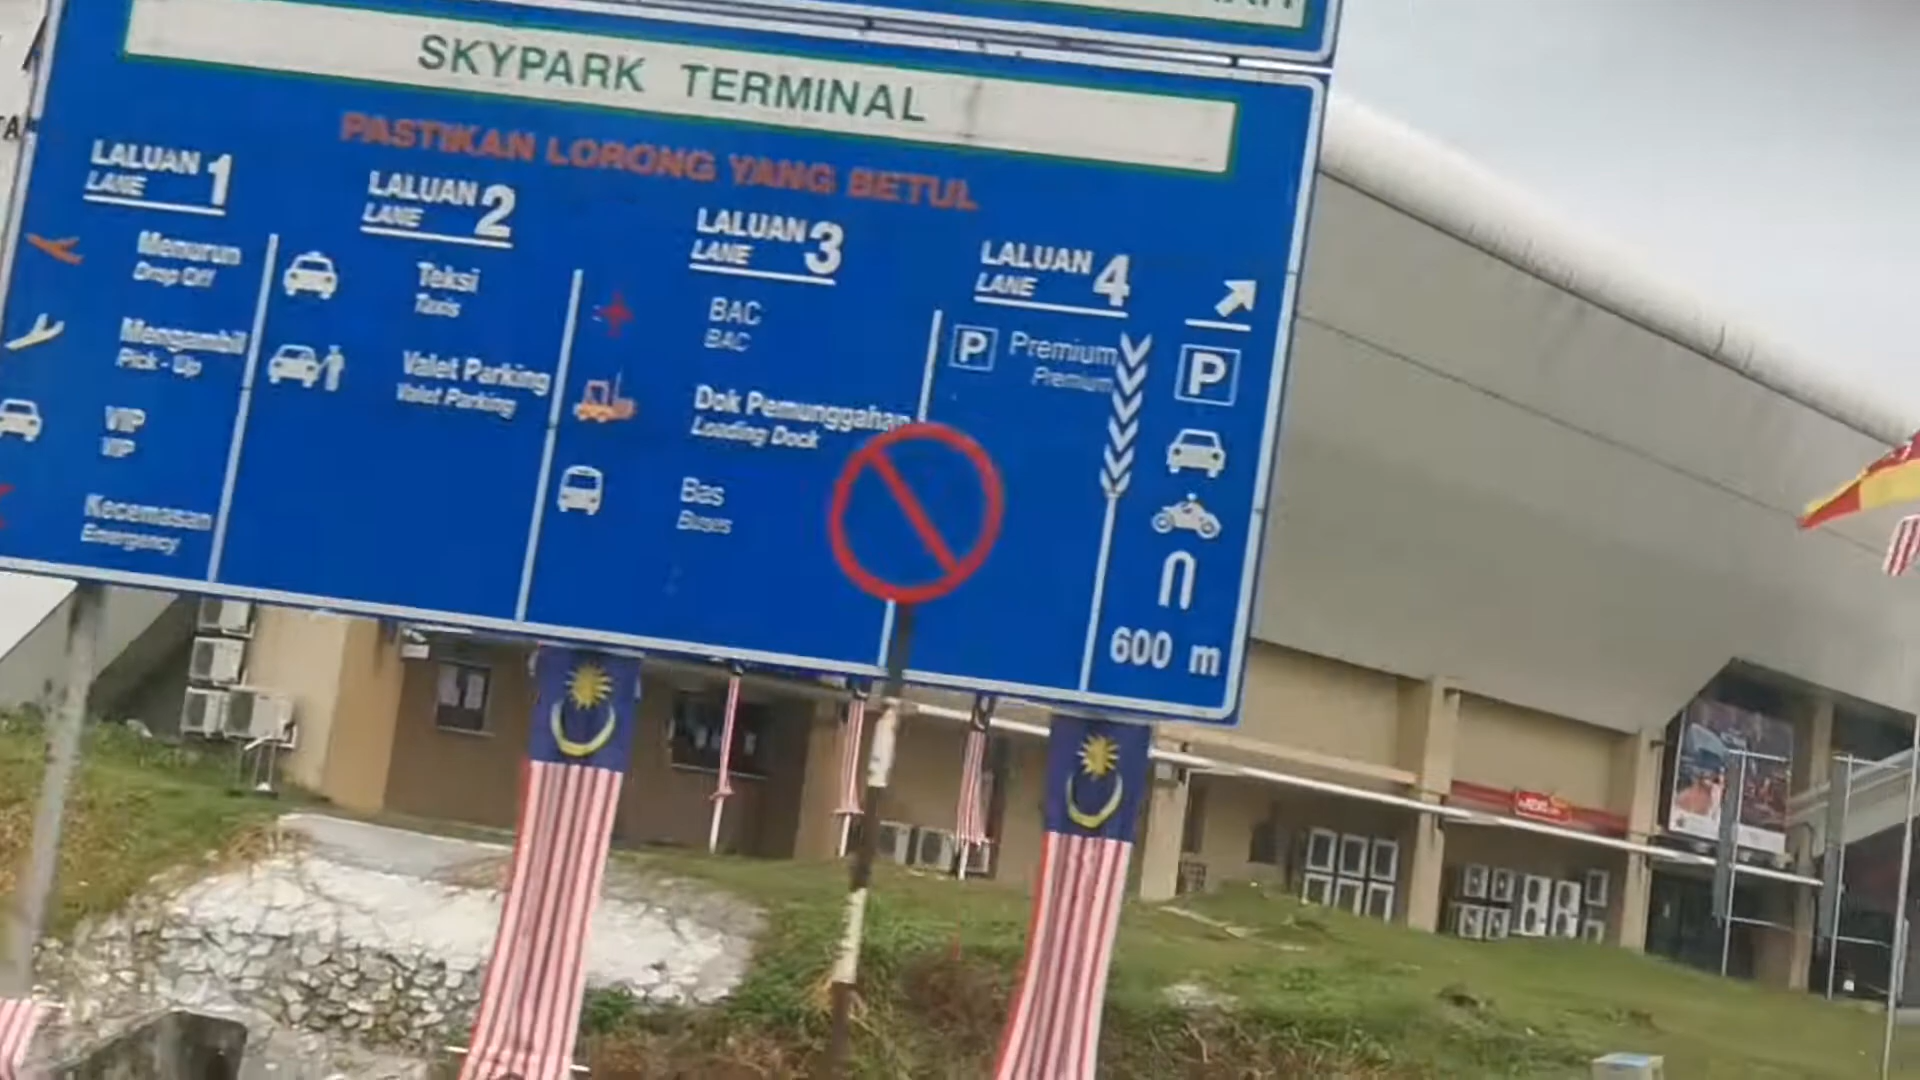 SKYPARK TERMINAL
PASTIKAN LORONG YANG BETUL
LALUAN 1
LANE
Menurun
Drop Off
Mengambil
Pick - Up
VIP
VIP
Kecemasan
Emergency
LALUAN 2
LANE
Teksi
Taxis
Valet Parking
Valet Parking
LALUAN 3
LANE
BAC
BAC
Dok Pemunggahan
Loading Dock
Bas
Buses
LALUAN 4
LANE
P Premium
Premium
P
600 m